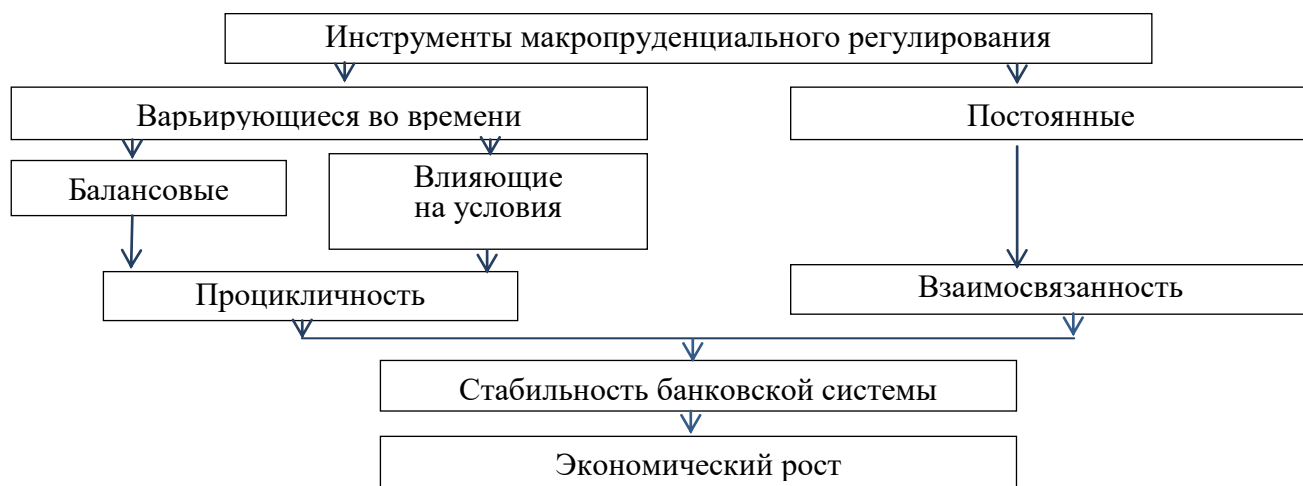 Инструменты макропруденциального регулирования
Варьирующиеся во времени
Постоянные
Балансовые
Влияющие
на условия
Процикличность
Взаимосвязанность
Стабильность банковской системы
Экономический рост